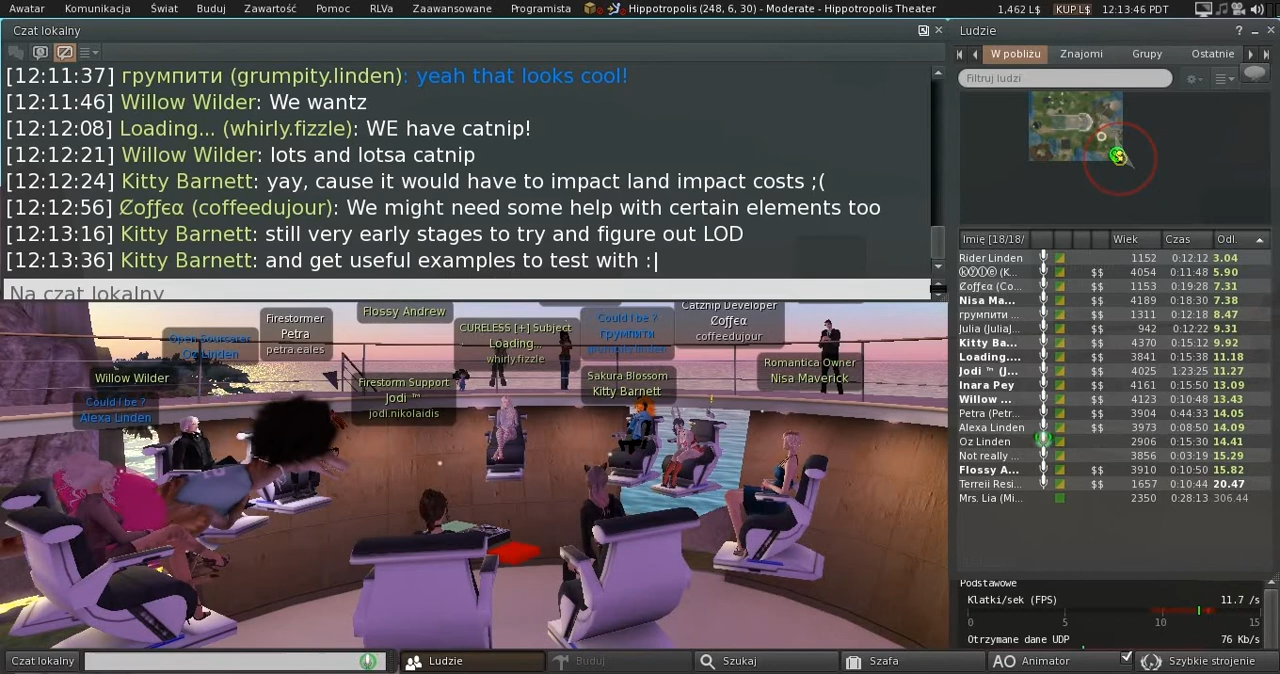 Awatar Komunikacja Świat Buduj Zawartość Pomoc RLVa Zaawansowane Programista Hippotropolis (248, 6, 30) - Moderate - Hippotropolis Theater 1,462 L$ KUP L$ 12:13:46 PDT
Czat lokalny
[12:11:37] грумпити (grumpity.linden): yeah that looks cool!
[12:11:46] Willow Wilder: We wantz
[12:12:08] Loading... (whirly.fizzle): WE have catnip!
[12:12:21] Willow Wilder: lots and lotsa catnip
[12:12:24] Kitty Barnett: yay, cause it would have to impact land impact costs ;(
[12:12:56] Ȼσƒƒєα (coffeedujour): We might need some help with certain elements too
[12:13:16] Kitty Barnett: still very early stages to try and figure out LOD
[12:13:36] Kitty Barnett: and get useful examples to test with :|
Na czat lokalny
Open Sourcerer
Oz Linden
Firestormer
Petra
petra.eales
Flossy Andrew
CURELESS [+] Subject
Loading...
whirly.fizzle
Could I be ?
грумпити
grumpity.linden
Catznip Developer
Ȼσƒƒєα
coffeedujour
Willow Wilder
Could I be ?
Alexa Linden
Firestorm Support
Jodi ™
jodi.nikolaidis
Sakura Blossom
Kitty Barnett
Romantica Owner
Nisa Maverick
Ludzie
W pobliżu Znajomi Grupy Ostatnie
Filtruj ludzi
Imię [18/18/ Wiek Czas Odl.
Rider Linden 1152 0:12:12 3.04
ⓚⓨⓛⓔ (K... $$ 4054 0:11:48 5.90
Ȼσƒƒєα (Co... $$ 1153 0:19:28 7.31
Nisa Ma... $$ 4189 0:18:30 7.38
грумпити ... $$ 1311 0:12:18 8.47
Julia (Julia)... 942 0:12:22 9.31
Kitty Ba... $$ 4370 0:15:12 9.92
Loading.... $$ 3841 0:15:38 11.18
Jodi ™ (J... $$ 4025 1:23:25 11.27
Inara Pey $$ 4161 0:15:50 13.09
Willow ... $$ 4123 0:10:48 13.43
Petra (Petr... $$ 3904 0:44:33 14.05
Alexa Linden $$ 3973 0:08:50 14.09
Oz Linden 2906 0:15:30 14.41
Not really ... 3856 0:03:19 15.29
Flossy A... $$ 3910 0:10:50 15.82
Terreii Resi... $$ 1657 0:10:44 20.47
Mrs. Lia (Mi... 2350 0:28:13 306.44
Podstawowe
Klatki/sek (FPS) 11.7 /s
0 5 10 15
Otrzymane dane UDP 76 Kb/s
Czat lokalny Ludzie Buduj Szukaj Szafa AO Animator Szybkie strojenie